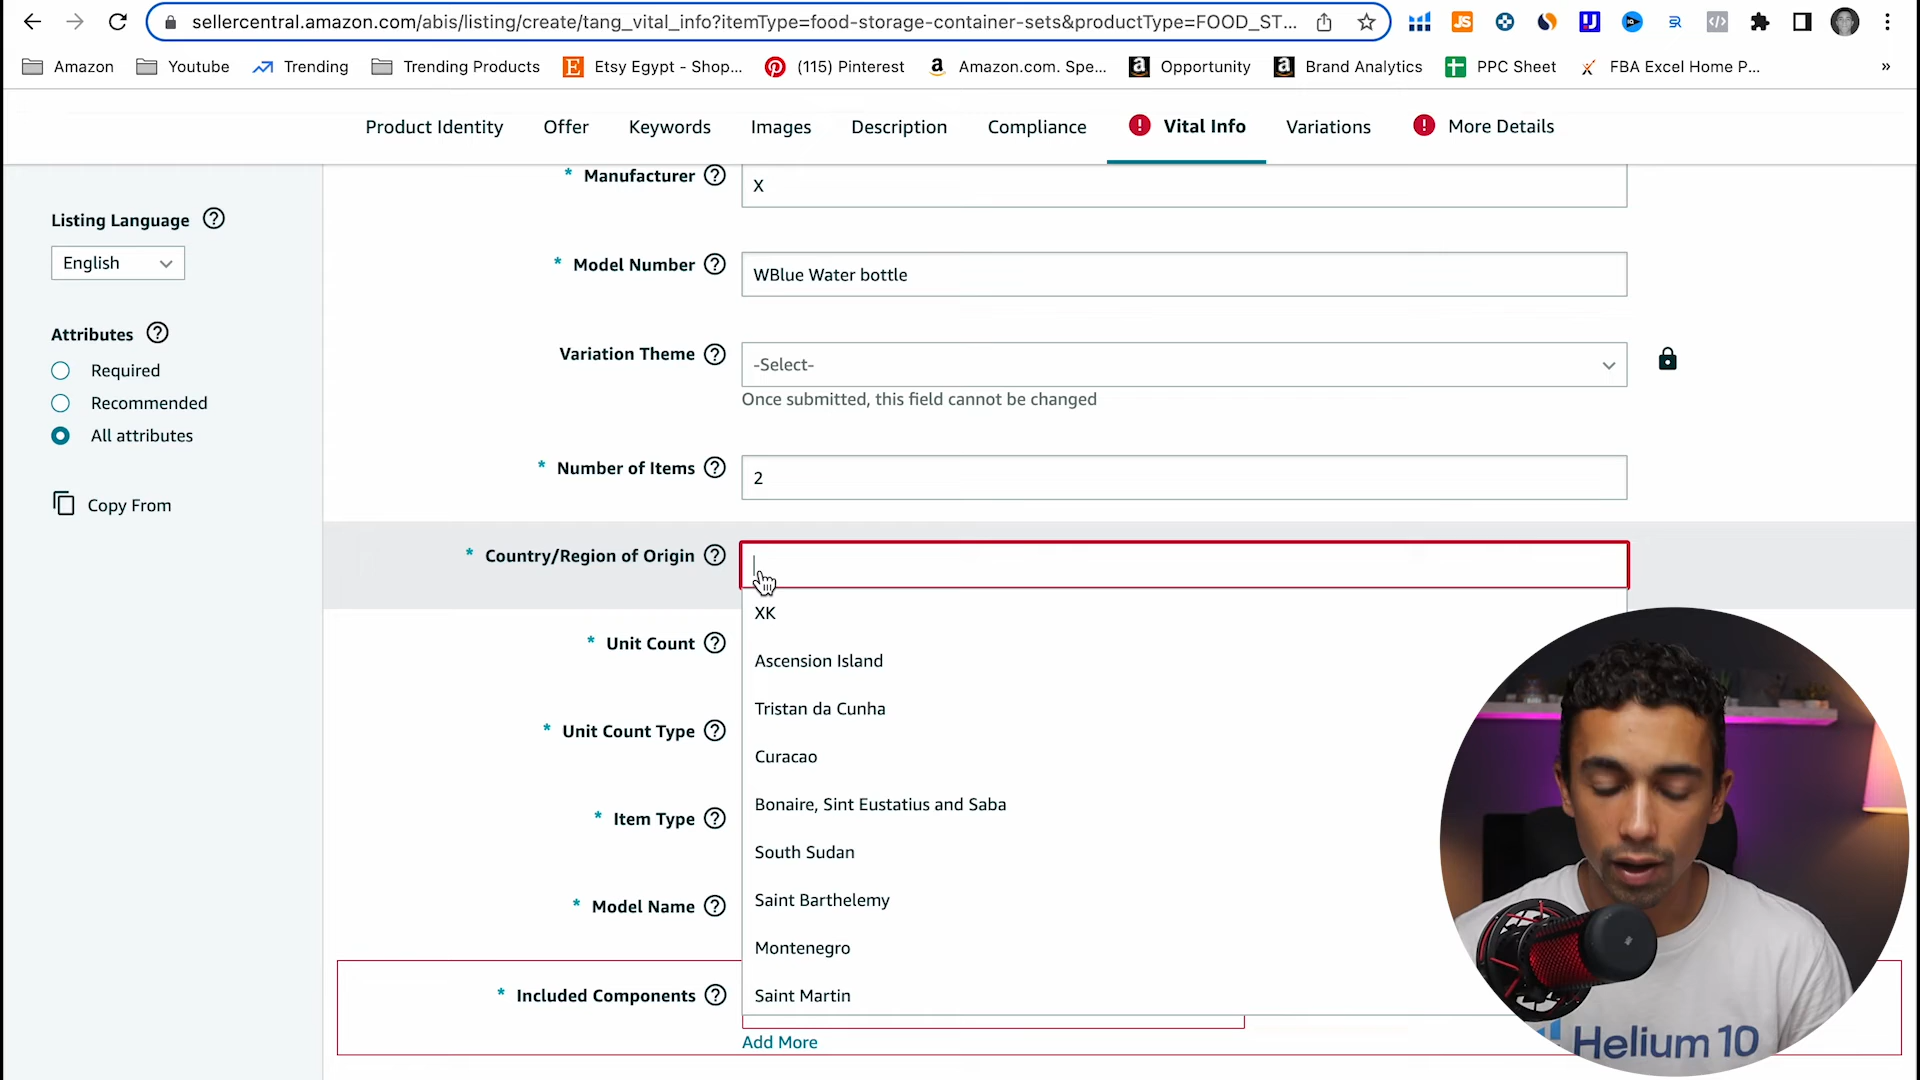 sellercentral.amazon.com/abis/listing/create/tang_vital_info?itemType=food-storage-container-sets&productType=FOOD_ST...
Amazon Youtube Trending Trending Products Etsy Egypt - Shop... (115) Pinterest Amazon.com. Spe... Opportunity Brand Analytics PPC Sheet FBA Excel Home P... »
Product Identity Offer Keywords Images Description Compliance Vital Info Variations More Details
* Manufacturer X
Listing Language
English
* Model Number WBlue Water bottle
Attributes
Required
Recommended
All attributes
Copy From
Variation Theme -Select-
Once submitted, this field cannot be changed
* Number of Items 2
* Country/Region of Origin
XK
* Unit Count
Ascension Island
Tristan da Cunha
* Unit Count Type
Curacao
Bonaire, Sint Eustatius and Saba
* Item Type
South Sudan
Saint Barthelemy
* Model Name
Montenegro
* Included Components
Saint Martin
Add More
Helium 10